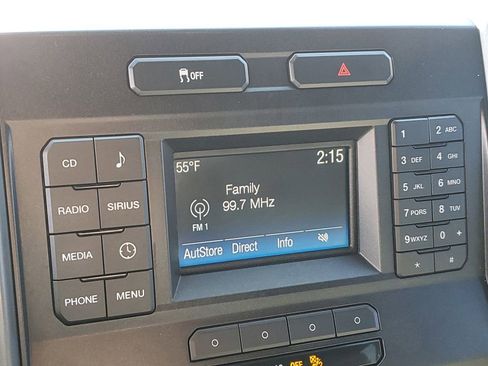 OFF
CD
RADIO SIRIUS
MEDIA
PHONE MENU
55°F 2:15
Family
99.7 MHz
FM 1
AutStore Direct Info
1 2 ABC
3 DEF 4 GHI
5 JKL 6 MNO
7 PQRS 8 TUV
9 WXYZ 0 +
* #
OFF